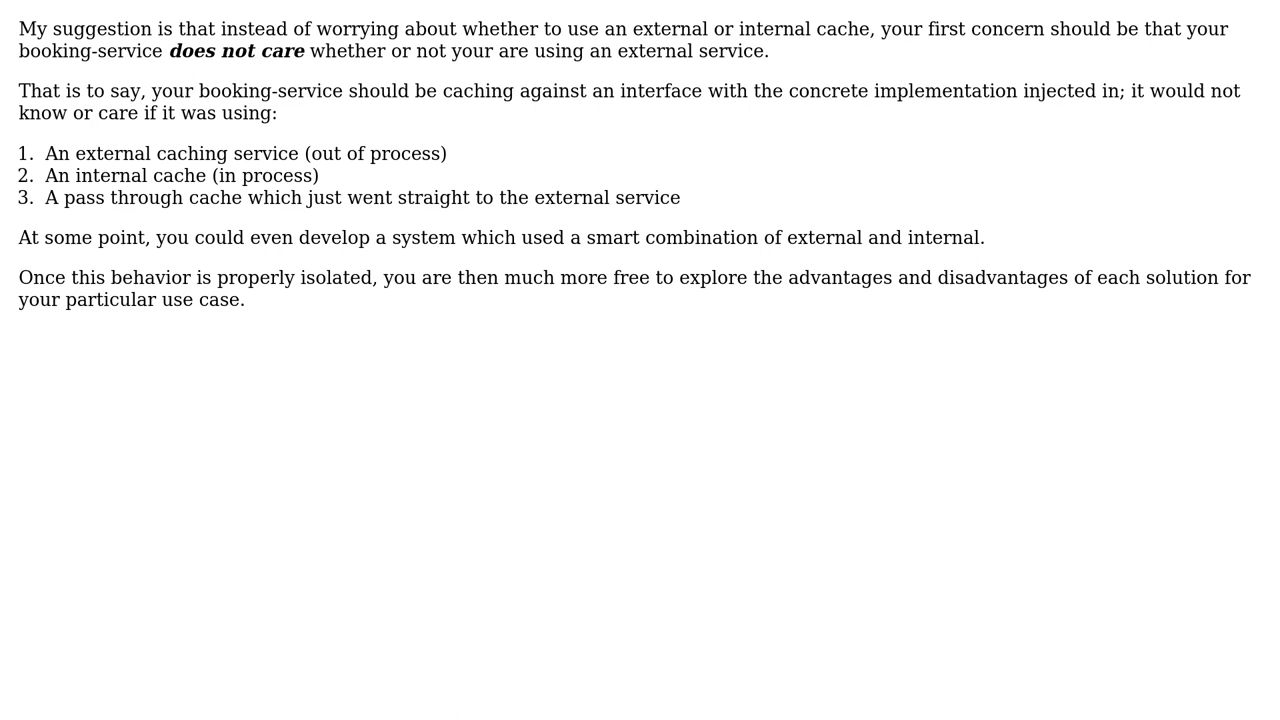 My suggestion is that instead of worrying about whether to use an external or internal cache, your first concern should be that your
booking-service does not care whether or not your are using an external service.
That is to say, your booking-service should be caching against an interface with the concrete implementation injected in; it would not
know or care if it was using:
1. An external caching service (out of process)
2. An internal cache (in process)
3. A pass through cache which just went straight to the external service
At some point, you could even develop a system which used a smart combination of external and internal.
Once this behavior is properly isolated, you are then much more free to explore the advantages and disadvantages of each solution for
your particular use case.